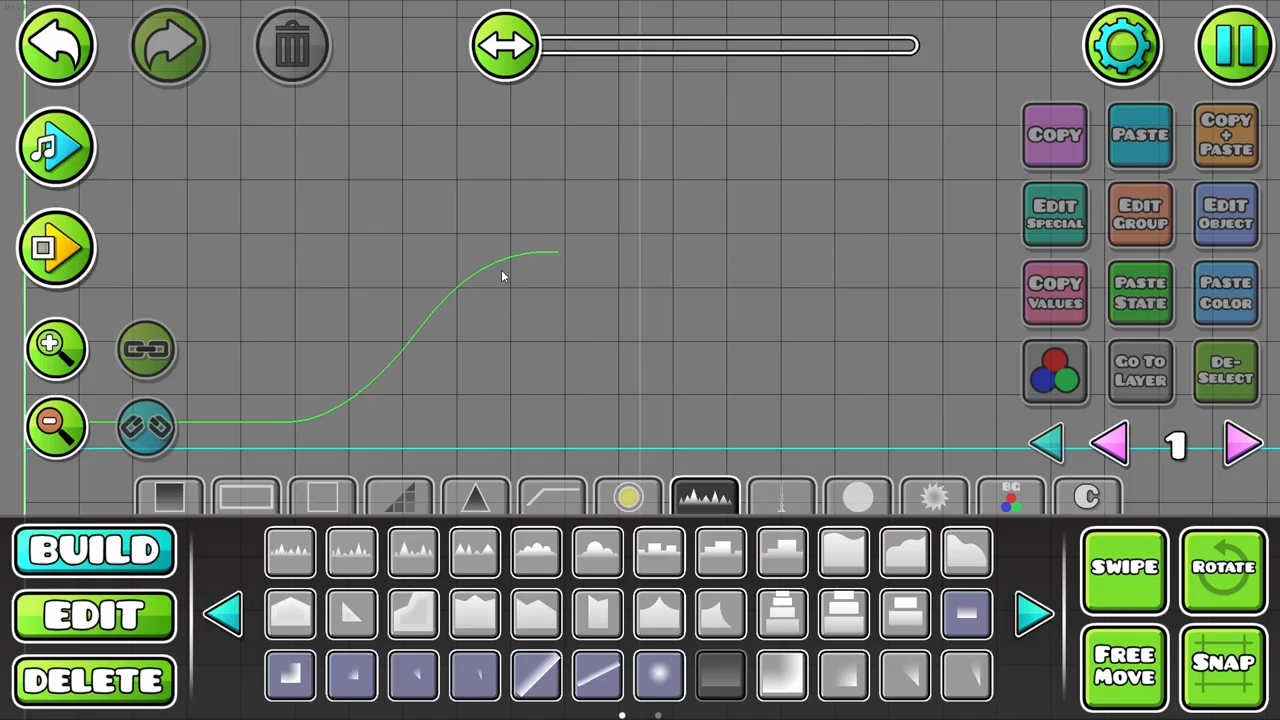 COPY
PASTE
COPY
+
PASTE
EDIT
SPECIAL
EDIT
GROUP
EDIT
OBJECT
COPY
VALUES
PASTE
STATE
PASTE
COLOR
GO TO
LAYER
DE-
SELECT
1
BG
C
BUILD
EDIT
DELETE
SWIPE
ROTATE
FREE
MOVE
SNAP